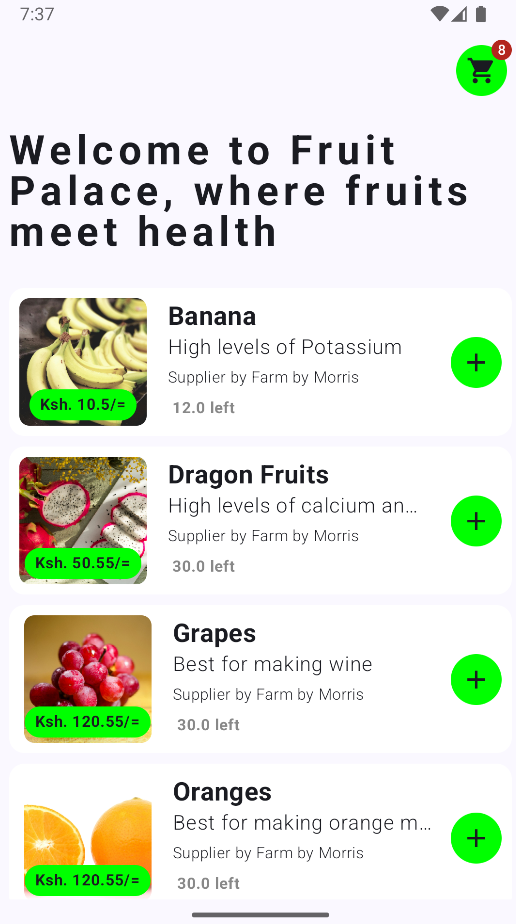 7:37
8
Welcome to Fruit
Palace, where fruits
meet health
Banana
High levels of Potassium
Supplier by Farm by Morris
Ksh. 10.5/=
12.0 left
Dragon Fruits
High levels of calcium an...
Supplier by Farm by Morris
Ksh. 50.55/=
30.0 left
Grapes
Best for making wine
Supplier by Farm by Morris
Ksh. 120.55/=
30.0 left
Oranges
Best for making orange m...
Supplier by Farm by Morris
Ksh. 120.55/=
30.0 left